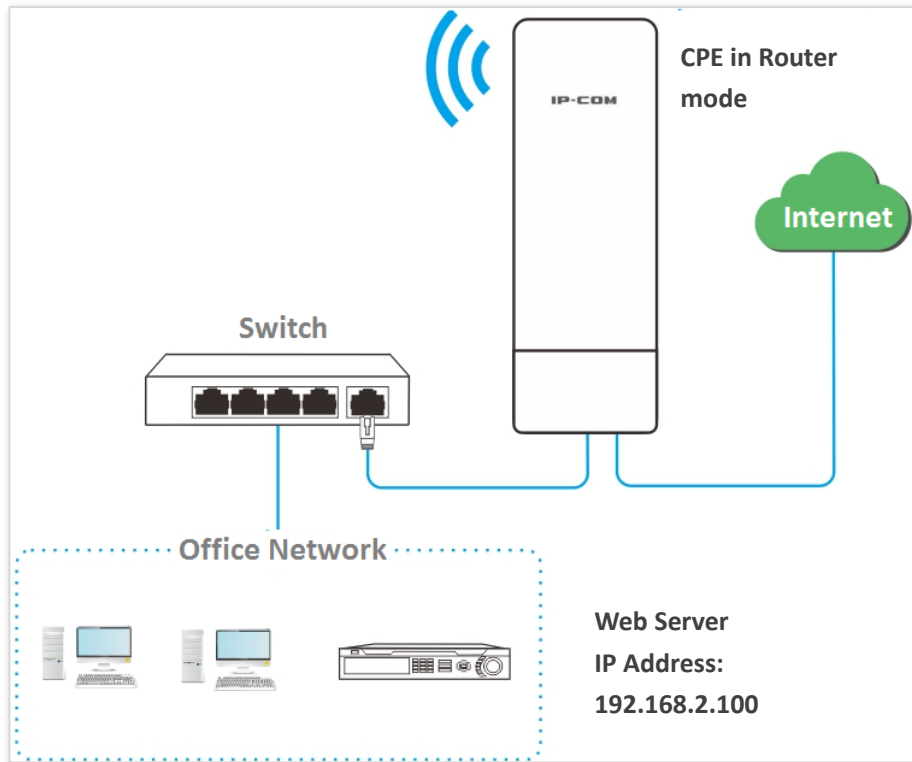 CPE in Router
mode
IP-COM
Internet
Switch
Office Network
Web Server
IP Address:
192.168.2.100